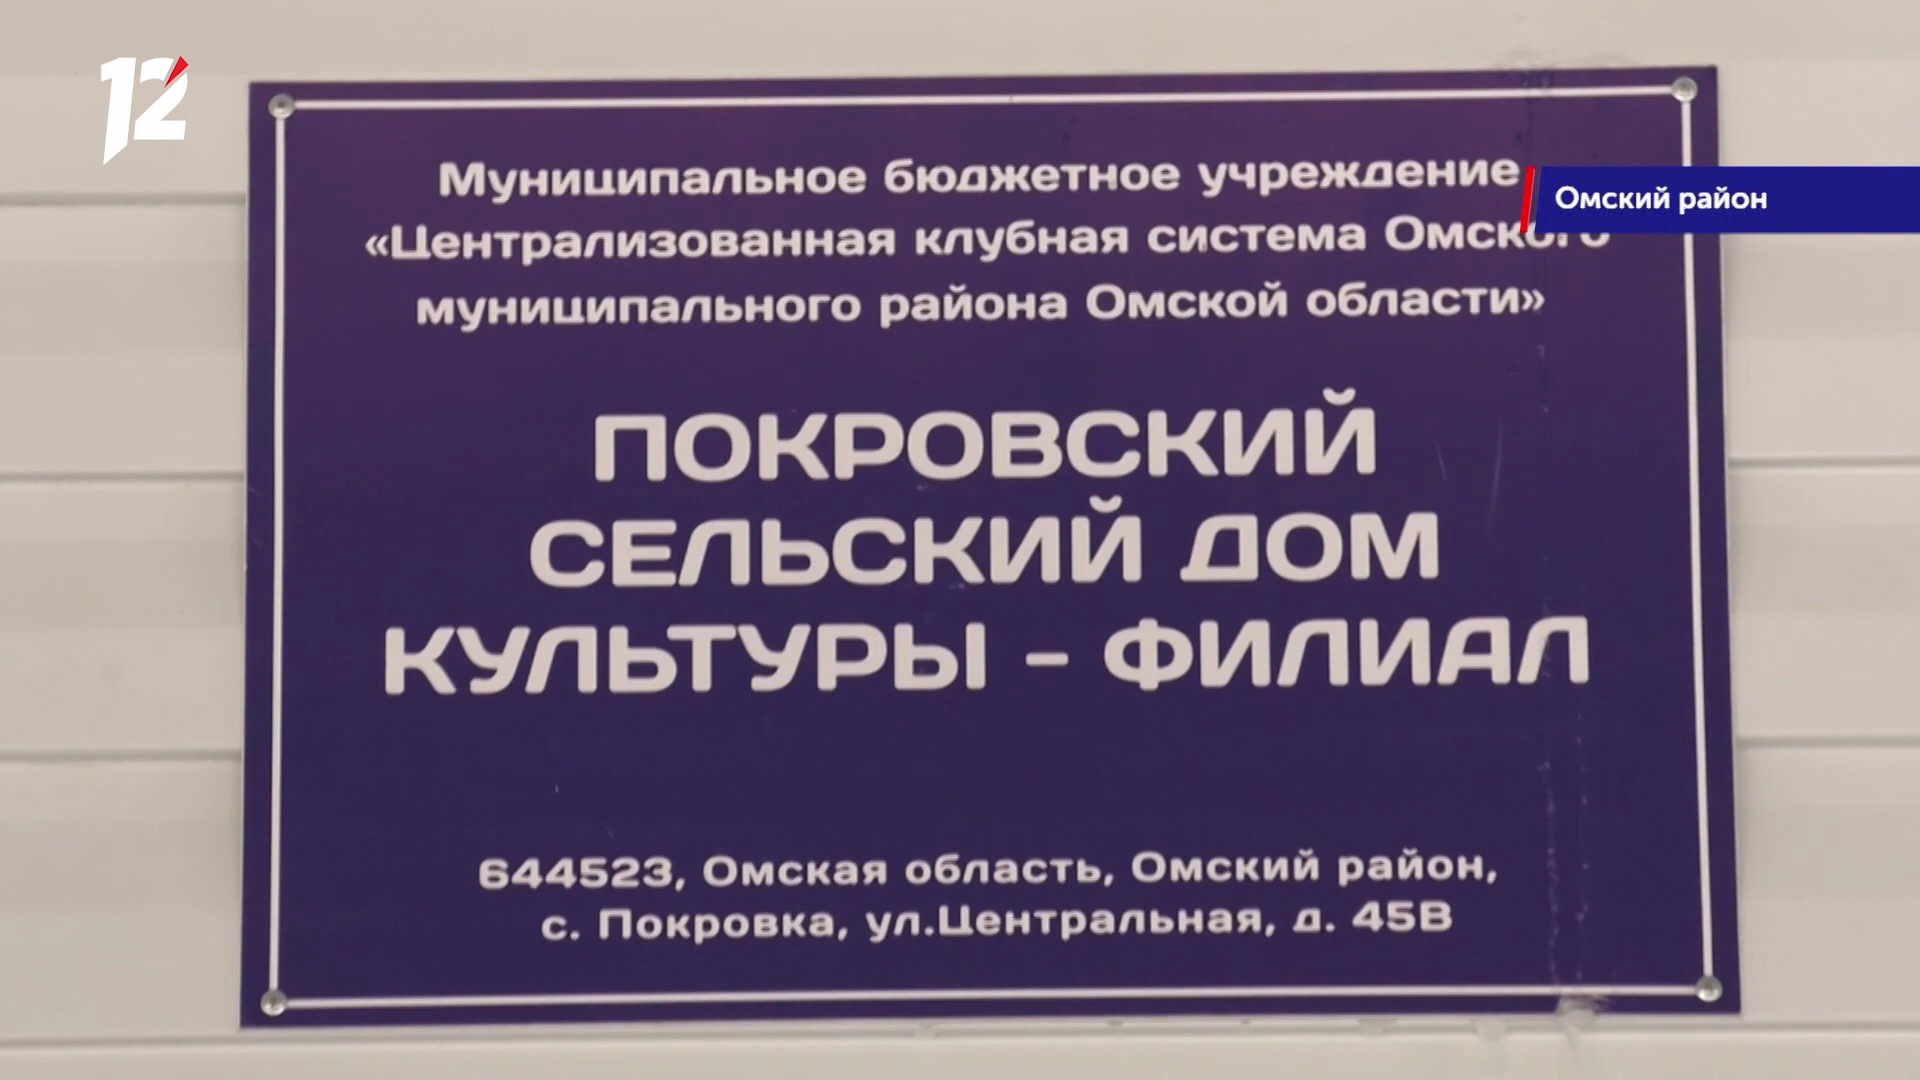 12
Муниципальное бюджетное учреждение
Омский район
«Централизованная клубная система Омского
муниципального района Омской области»
ПОКРОВСКИЙ
СЕЛЬСКИЙ ДОМ
КУЛЬТУРЫ - ФИЛИАЛ
644523, Омская область, Омский район,
с. Покровка, ул.Центральная, д. 45В